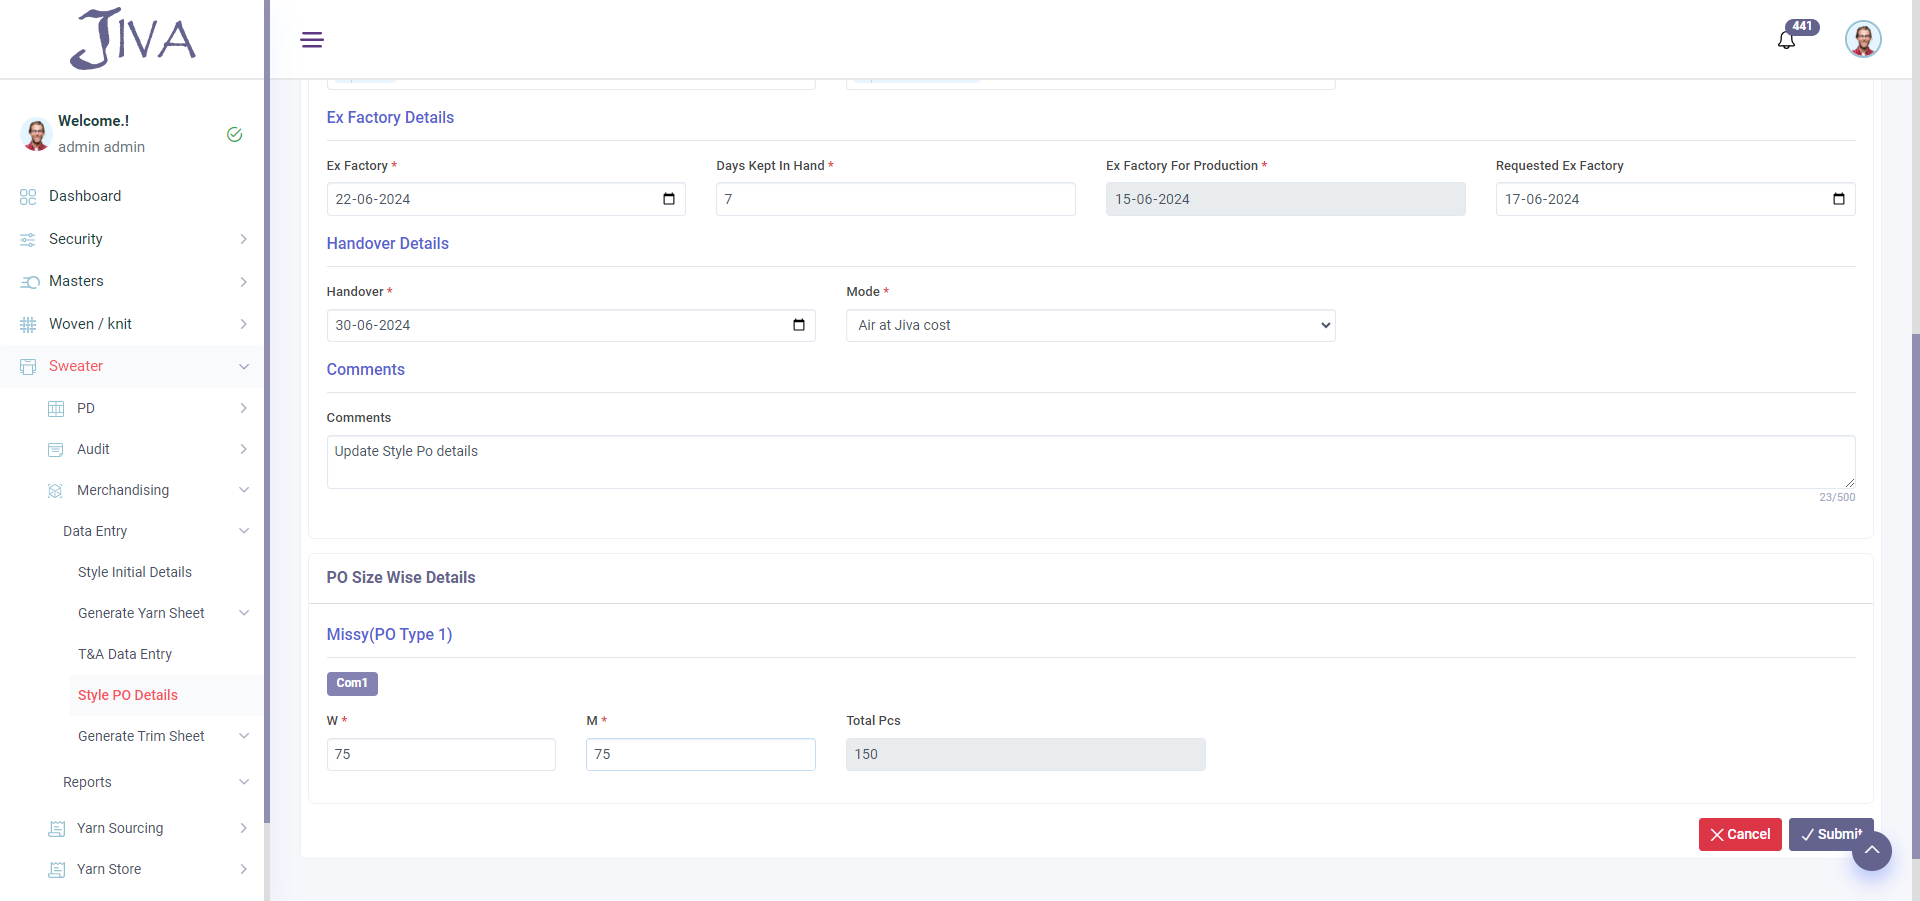 JIVA
441
Welcome.!
admin admin
Dashboard
Security
Masters
Woven / knit
Sweater
PD
Audit
Merchandising
Data Entry
Style Initial Details
Generate Yarn Sheet
T&A Data Entry
Style PO Details
Generate Trim Sheet
Reports
Yarn Sourcing
Yarn Store
Ex Factory Details
Ex Factory * Days Kept In Hand * Ex Factory For Production * Requested Ex Factory
22-06-2024 7 15-06-2024 17-06-2024
Handover Details
Handover * Mode *
30-06-2024 Air at Jiva cost
Comments
Comments
Update Style Po details
23/500
PO Size Wise Details
Missy(PO Type 1)
Com1
W * M * Total Pcs
75 75 150
Cancel Submit